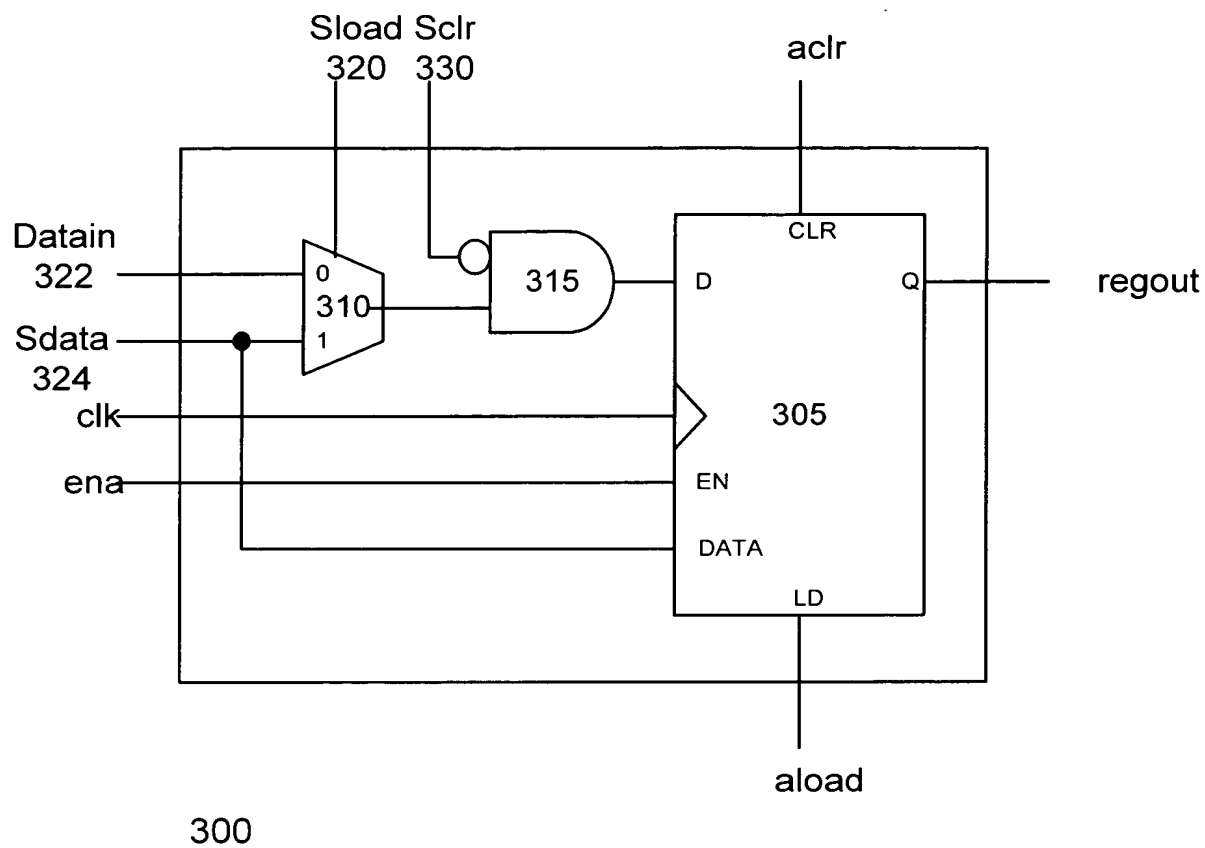 Sload Sclr
320 330
aclr
Datain
322
Sdata
324
clk
ena
0
310
1
315
CLR
D
Q
305
EN
DATA
LD
regout
aload
300